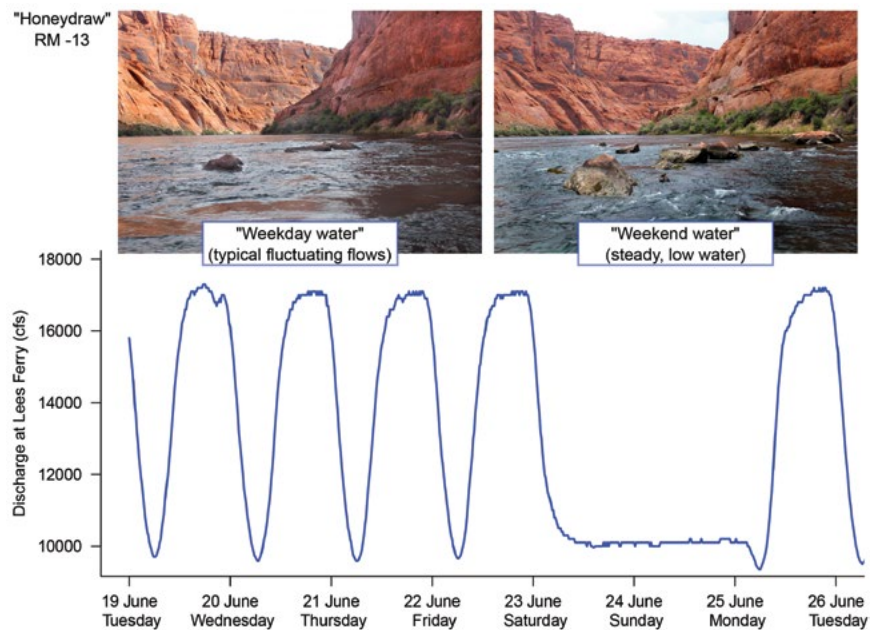 "Honeydraw"
RM -13
"Weekday water"
(typical fluctuating flows)
"Weekend water"
(steady, low water)
Discharge at Lees Ferry (cfs)
18000
16000
14000
12000
10000
19 June
Tuesday
20 June
Wednesday
21 June
Thursday
22 June
Friday
23 June
Saturday
24 June
Sunday
25 June
Monday
26 June
Tuesday